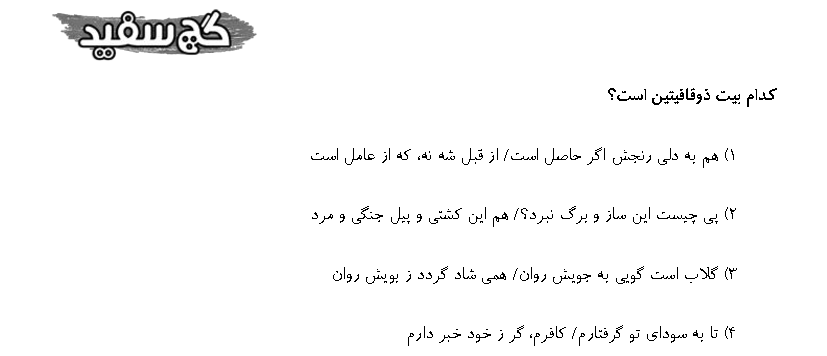 گچ سفید
کدام بیت ذوقافیتین است؟
۱) هم به دلی رنجش اگر حاصل است/ از قبل شه نه، که از عامل است
۲) پی چیست این ساز و برگ نبرد؟/ هم این کشتی و پیل جنگی و مرد
۳) گلاب است گویی به جویش روان/ همی شاد گردد ز بویش روان
۴) تا به سودای تو گرفتارم/ کافرم، گر ز خود خبر دارم